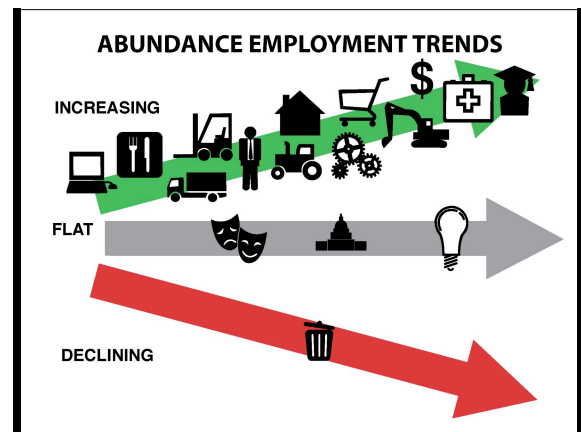 ABUNDANCE EMPLOYMENT TRENDS
$
INCREASING
FLAT
DECLINING